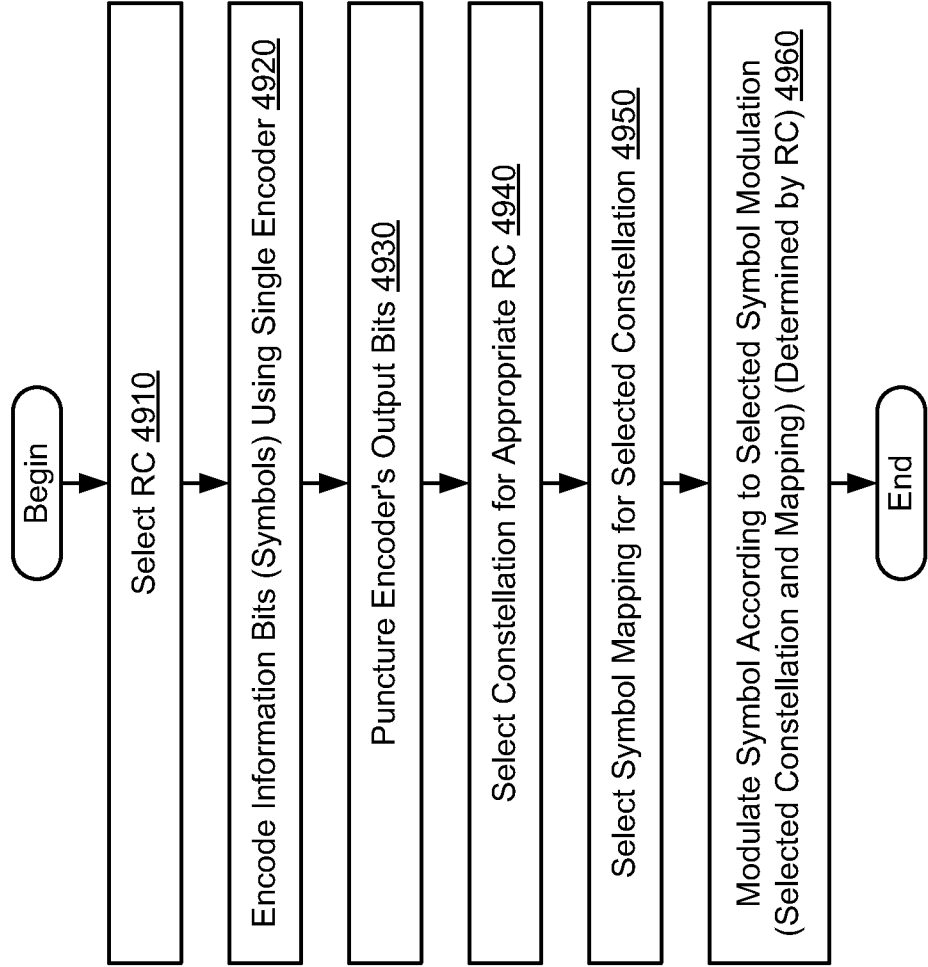 Begin
Select RC 4910
Encode Information Bits (Symbols) Using Single Encoder 4920
Puncture Encoder's Output Bits 4930
Select Constellation for Appropriate RC 4940
Select Symbol Mapping for Selected Constellation 4950
Modulate Symbol According to Selected Symbol Modulation
(Selected Constellation and Mapping) (Determined by RC) 4960
End